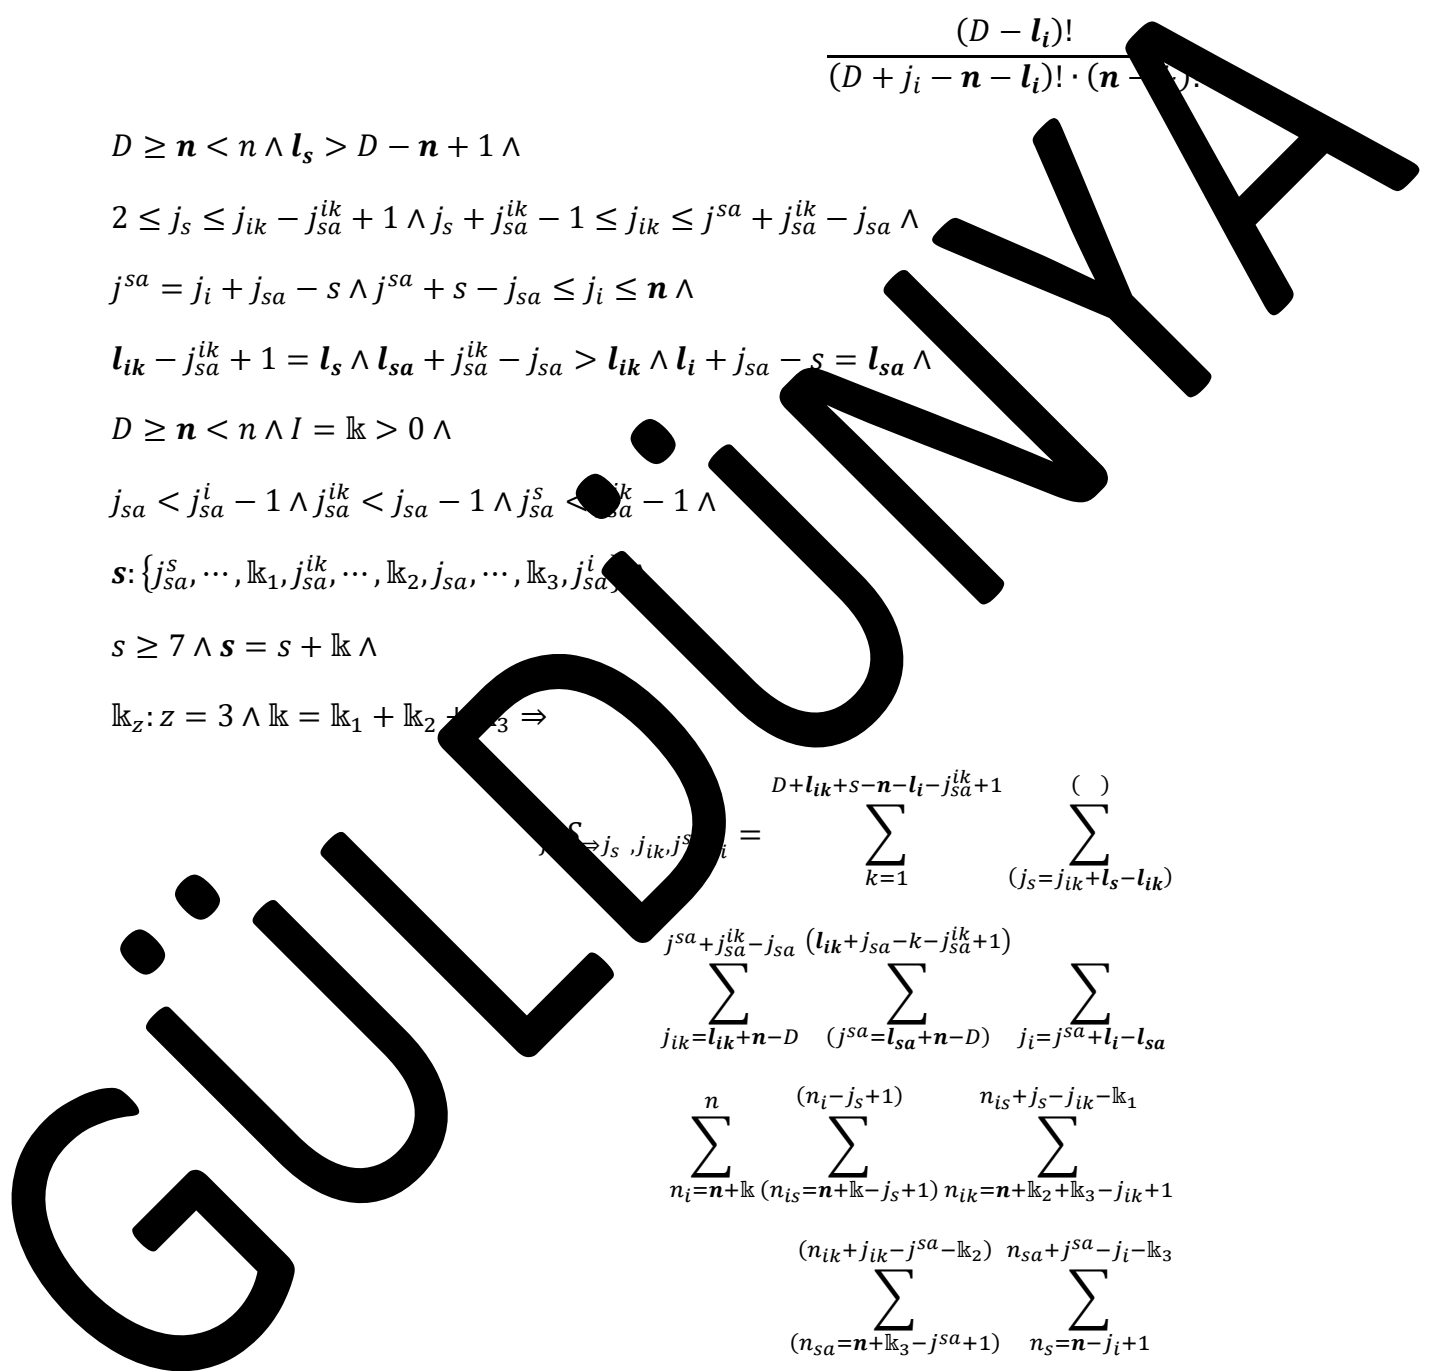 (D − l_i)!
(D + j_i − n − l_i)! · (n −
D ≥ n < n ∧ l_s > D − n + 1 ∧
2 ≤ j_s ≤ j_ik − j_sa^ik + 1 ∧ j_s + j_sa^ik − 1 ≤ j_ik ≤ j^sa + j_sa^ik − j_sa ∧
j^sa = j_i + j_sa − s ∧ j^sa + s − j_sa ≤ j_i ≤ n ∧
l_ik − j_sa^ik + 1 = l_s ∧ l_sa + j_sa^ik − j_sa > l_ik ∧ l_i + j_sa − s = l_sa ∧
D ≥ n < n ∧ I = 𝕜 > 0 ∧
j_sa < j_sa^i − 1 ∧ j_sa^ik < j_sa − 1 ∧ j_sa^s < − 1 ∧
s: {j_sa^s, ⋯, 𝕜_1, j_sa^ik, ⋯, 𝕜_2, j_sa, ⋯, 𝕜_3, j_sa^i
s ≥ 7 ∧ s = s + 𝕜 ∧
𝕜_z: z = 3 ∧ 𝕜 = 𝕜_1 + 𝕜_2 + 𝕜_3 ⇒
D+l_ik+s−n−l_i−j_sa^ik+1 ( )
⇒j_s ,j_ik, = ∑ ∑
k=1 (j_s=j_ik+l_s−l_ik)
j^sa+j_sa^ik−j_sa (l_ik+j_sa−k−j_sa^ik+1)
∑ ∑ ∑
j_ik=l_ik+n−D (j^sa=l_sa+n−D) j_i=j^sa+l_i−l_sa
n (n_i−j_s+1) n_is+j_s−j_ik−𝕜_1
∑ ∑ ∑
n_i=n+𝕜 (n_is=n+𝕜−j_s+1) n_ik=n+𝕜_2+𝕜_3−j_ik+1
(n_ik+j_ik−j^sa−𝕜_2) n_sa+j^sa−j_i−𝕜_3
∑ ∑
(n_sa=n+𝕜_3−j^sa+1) n_s=n−j_i+1
GÜLDÜNYA